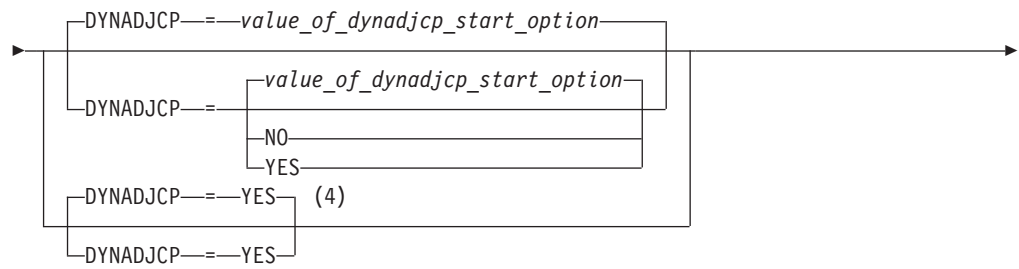 DYNADJCP = value_of_dynadjcp_start_option
value_of_dynadjcp_start_option
DYNADJCP =
NO
YES
DYNADJCP = YES (4)
DYNADJCP = YES